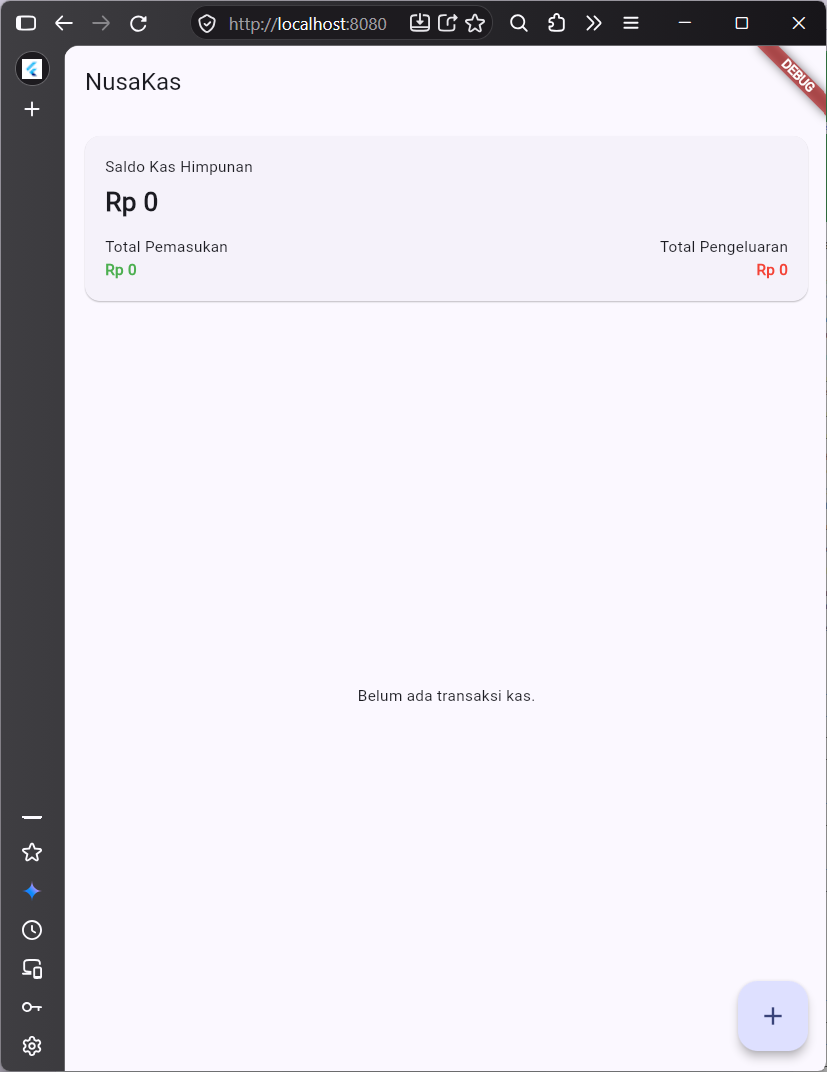 http://localhost:8080
NusaKas
DEBUG
Saldo Kas Himpunan
Rp 0
Total Pemasukan
Total Pengeluaran
Rp 0
Rp 0
Belum ada transaksi kas.